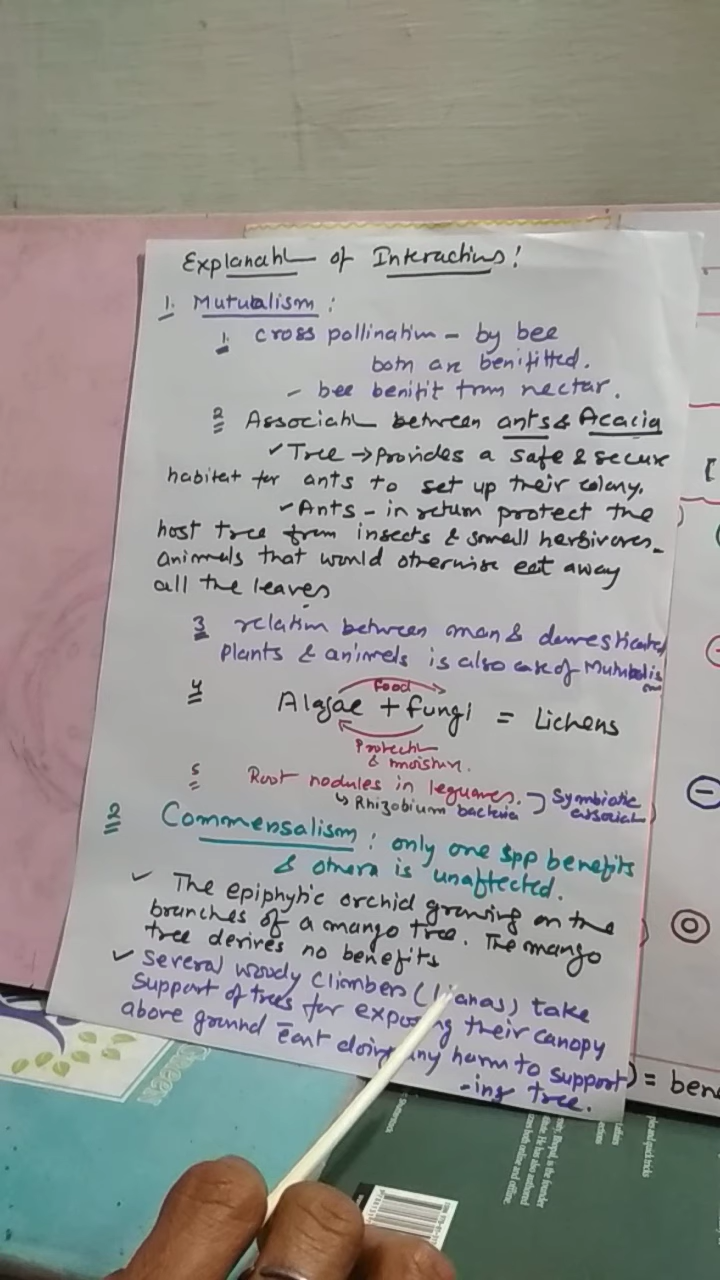 Explanatn of Interactions!
1. Mutualism :
1. cross pollination - by bee
both are benifitted.
- bee benifit from nectar.
2 Associatn between ants & Acacia
✓ Tree → Provides a safe & secure
habitat for ants to set up their colony.
✓ Ants - in return protect the
host tree from insects & small herbivores-
animals that would otherwise eat away
all the leaves
3 relation between man & domesticated
plants & animals is also case of Mutualism
4 food
Algae + fungi = Lichens
Protectn
& moisture.
5 Root nodules in legumes.
↳ Rhizobium bacteria
Symbiotic
associatn
2 Commensalism : only one spp benefits
& others is unaffected.
✓ The epiphytic orchid growing on the
branches of a mango tree. The mango
tree derives no benefits
✓ Several woody climbers (lianas) take
support of trees for exposing their canopy
above ground doing any harm to support
-ing tree.
= bene